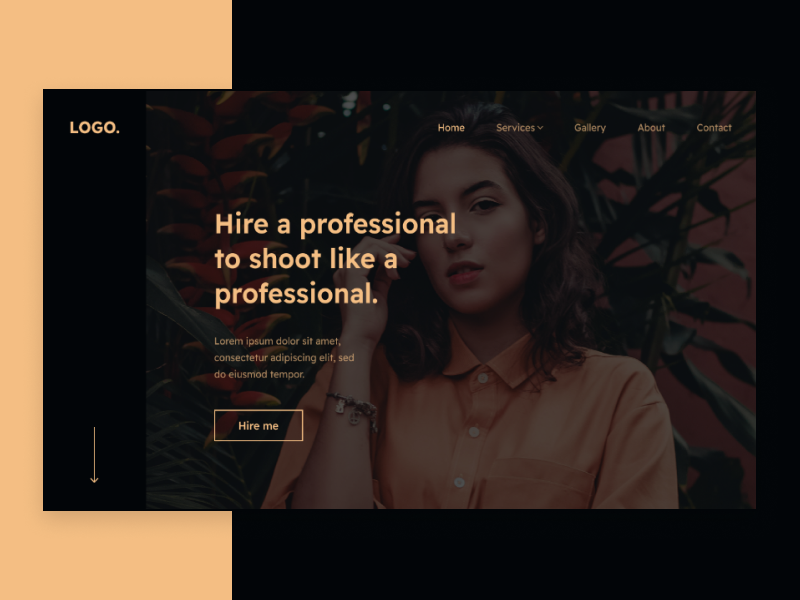 LOGO.
Home Services Gallery About Contact
Hire a professional
to shoot like a
professional.
Lorem ipsum dolor sit amet,
consectetur adipiscing elit, sed
do eiusmod tempor.
Hire me